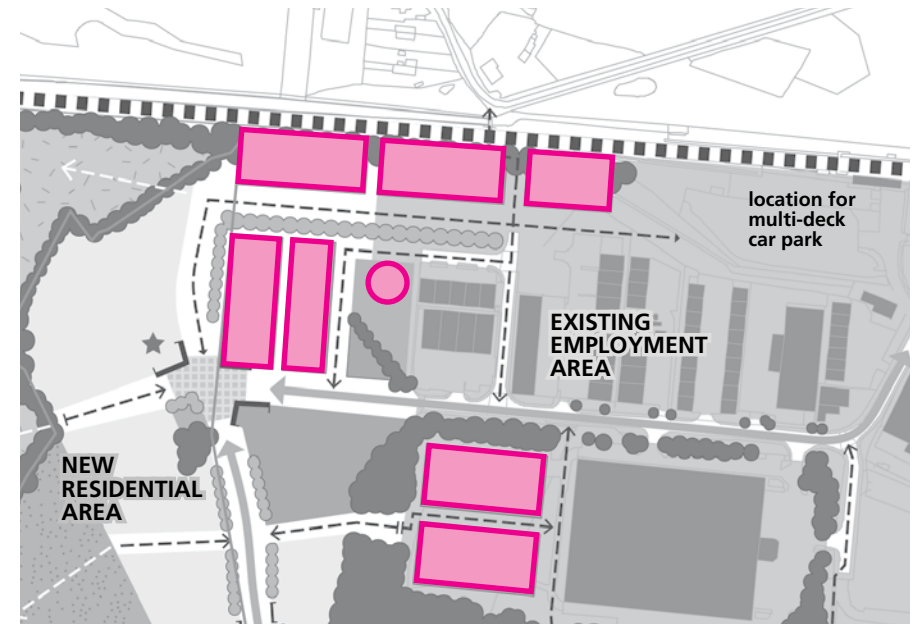 location for
multi-deck
car park
EXISTING
EMPLOYMENT
AREA
NEW
RESIDENTIAL
AREA